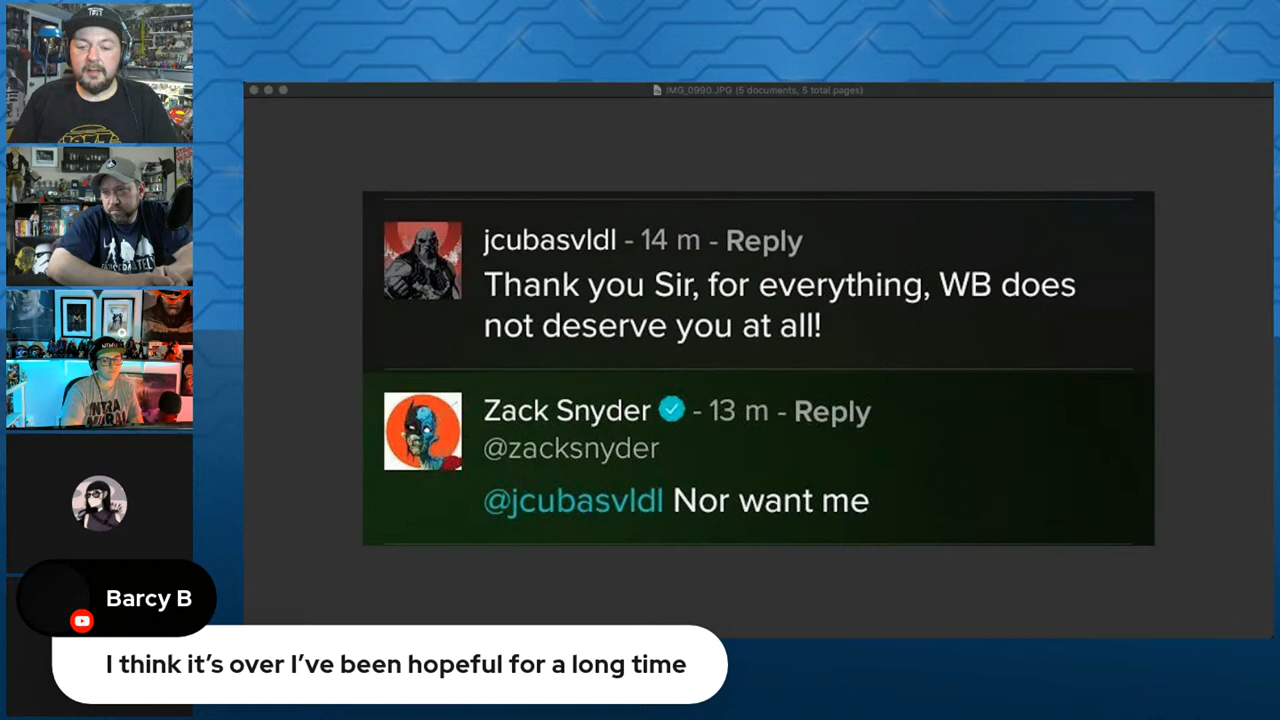 IMG_0990.JPG (5 documents, 5 total pages)
jcubasvldl - 14 m - Reply
Thank you Sir, for everything, WB does
not deserve you at all!
Zack Snyder - 13 m - Reply
@zacksnyder
@jcubasvldl Nor want me
Barcy B
I think it's over I've been hopeful for a long time